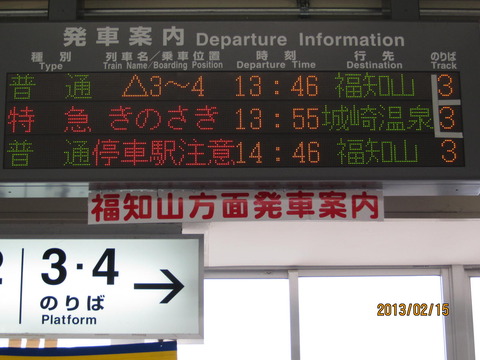 発車案内 Departure Information
種別 列車名／乗車位置 時刻 行先 のりば
Type Train Name/Boarding Position Departure Time Destination Track
普通 △3〜4 13:46 福知山 3
特急 きのさき 13:55 城崎温泉 3
普通 停車駅注意 14:46 福知山 3
福知山方面発車案内
2 3・4 →
のりば
Platform
2013/02/15